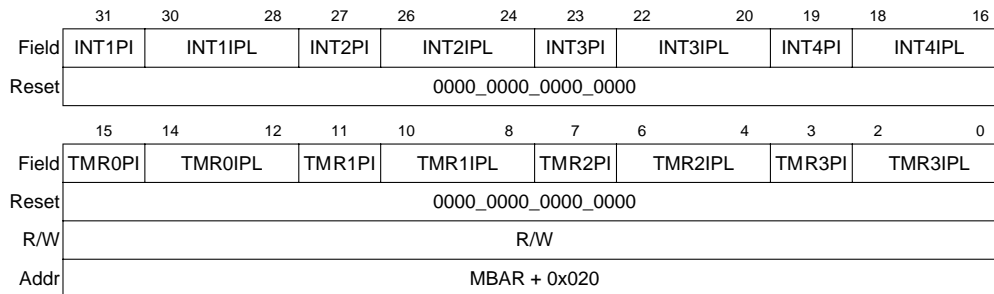 31 30 28 27 26 24 23 22 20 19 18 16
Field INT1PI INT1IPL INT2PI INT2IPL INT3PI INT3IPL INT4PI INT4IPL
Reset 0000_0000_0000_0000
15 14 12 11 10 8 7 6 4 3 2 0
Field TMR0PI TMR0IPL TMR1PI TMR1IPL TMR2PI TMR2IPL TMR3PI TMR3IPL
Reset 0000_0000_0000_0000
R/W R/W
Addr MBAR + 0x020